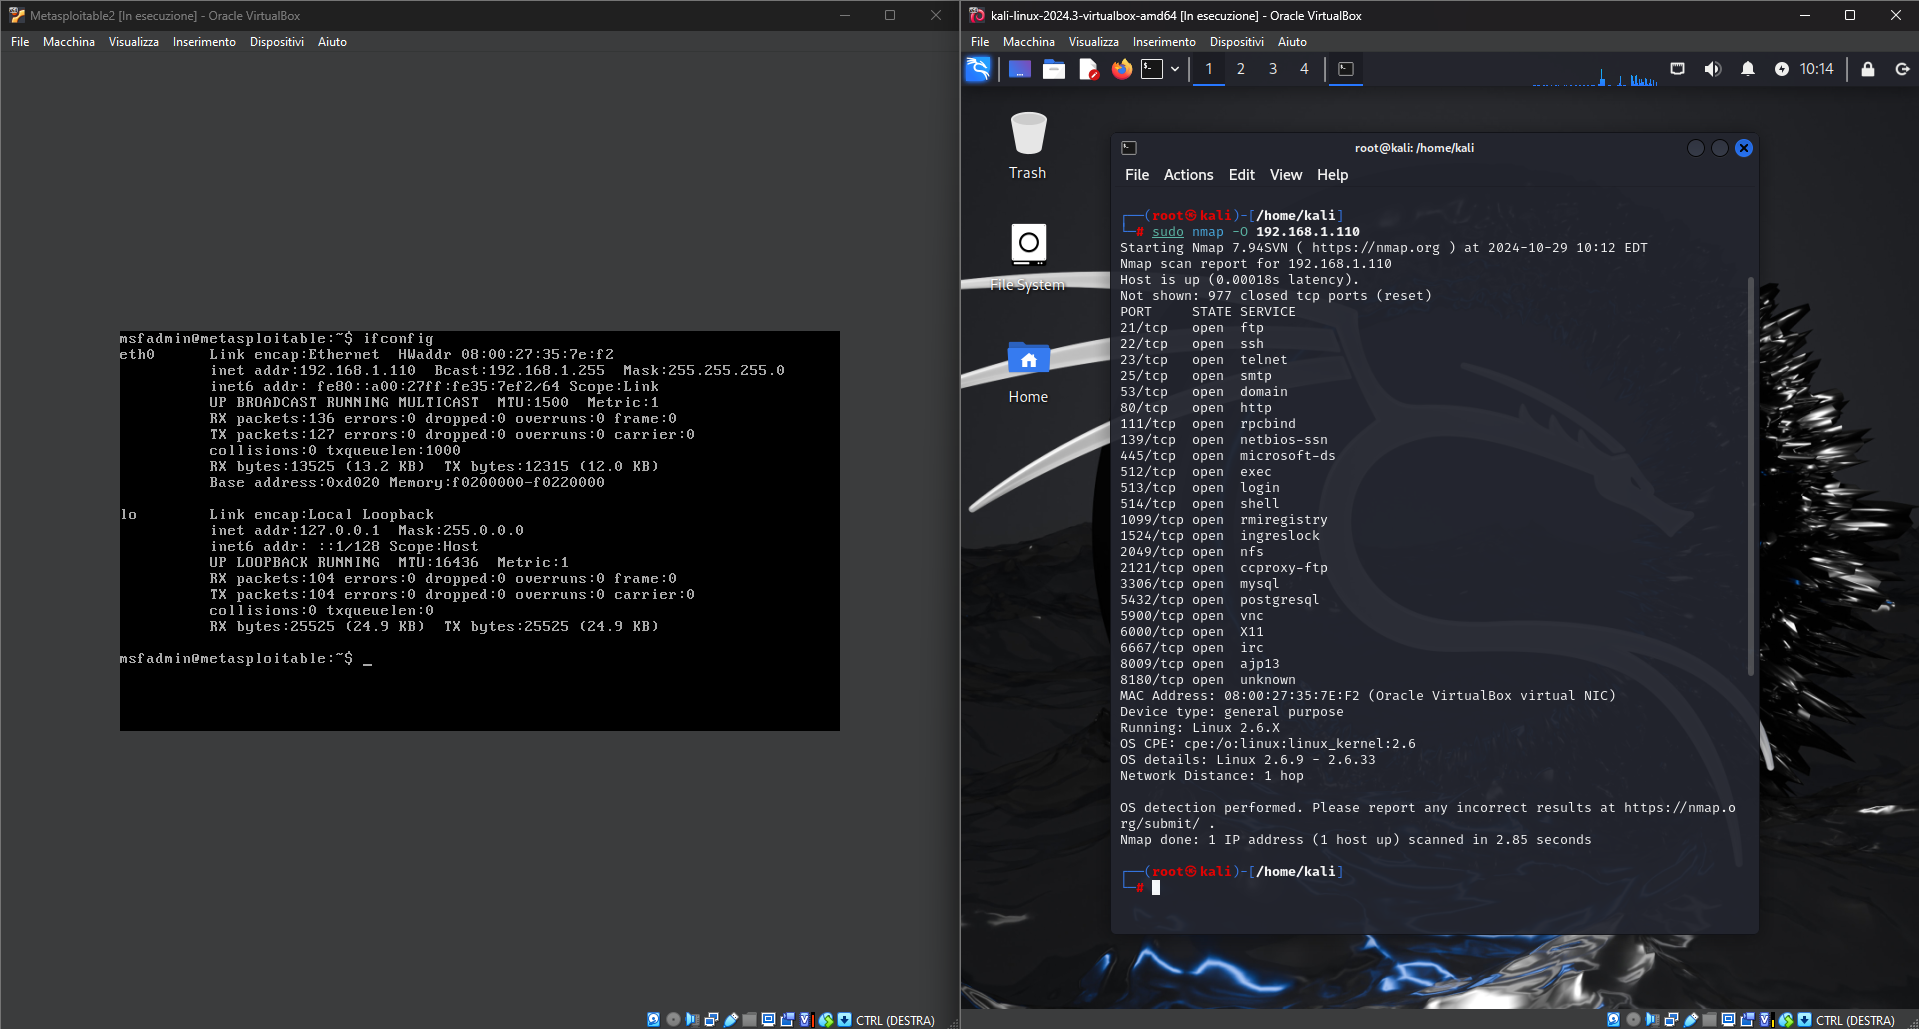 Metasploitable2 [In esecuzione] - Oracle VirtualBox
File Macchina Visualizza Inserimento Dispositivi Aiuto
msfadmin@metasploitable:~$ ifconfig
eth0 Link encap:Ethernet HWaddr 08:00:27:35:7e:f2
inet addr:192.168.1.110 Bcast:192.168.1.255 Mask:255.255.255.0
inet6 addr: fe80::a00:27ff:fe35:7ef2/64 Scope:Link
UP BROADCAST RUNNING MULTICAST MTU:1500 Metric:1
RX packets:136 errors:0 dropped:0 overruns:0 frame:0
TX packets:127 errors:0 dropped:0 overruns:0 carrier:0
collisions:0 txqueuelen:1000
RX bytes:13525 (13.2 KB) TX bytes:12315 (12.0 KB)
Base address:0xd020 Memory:f0200000-f0220000
lo Link encap:Local Loopback
inet addr:127.0.0.1 Mask:255.0.0.0
inet6 addr: ::1/128 Scope:Host
UP LOOPBACK RUNNING MTU:16436 Metric:1
RX packets:104 errors:0 dropped:0 overruns:0 frame:0
TX packets:104 errors:0 dropped:0 overruns:0 carrier:0
collisions:0 txqueuelen:0
RX bytes:25525 (24.9 KB) TX bytes:25525 (24.9 KB)
msfadmin@metasploitable:~$ _
CTRL (DESTRA)
kali-linux-2024.3-virtualbox-amd64 [In esecuzione] - Oracle VirtualBox
File Macchina Visualizza Inserimento Dispositivi Aiuto
1 2 3 4 10:14
Trash
File System
Home
root@kali: /home/kali
File Actions Edit View Help
┌──(root㉿kali)-[/home/kali]
└─# sudo nmap -O 192.168.1.110
Starting Nmap 7.94SVN ( https://nmap.org ) at 2024-10-29 10:12 EDT
Nmap scan report for 192.168.1.110
Host is up (0.00018s latency).
Not shown: 977 closed tcp ports (reset)
PORT STATE SERVICE
21/tcp open ftp
22/tcp open ssh
23/tcp open telnet
25/tcp open smtp
53/tcp open domain
80/tcp open http
111/tcp open rpcbind
139/tcp open netbios-ssn
445/tcp open microsoft-ds
512/tcp open exec
513/tcp open login
514/tcp open shell
1099/tcp open rmiregistry
1524/tcp open ingreslock
2049/tcp open nfs
2121/tcp open ccproxy-ftp
3306/tcp open mysql
5432/tcp open postgresql
5900/tcp open vnc
6000/tcp open X11
6667/tcp open irc
8009/tcp open ajp13
8180/tcp open unknown
MAC Address: 08:00:27:35:7E:F2 (Oracle VirtualBox virtual NIC)
Device type: general purpose
Running: Linux 2.6.X
OS CPE: cpe:/o:linux:linux_kernel:2.6
OS details: Linux 2.6.9 - 2.6.33
Network Distance: 1 hop
OS detection performed. Please report any incorrect results at https://nmap.o
rg/submit/ .
Nmap done: 1 IP address (1 host up) scanned in 2.85 seconds
┌──(root㉿kali)-[/home/kali]
└─#
CTRL (DESTRA)